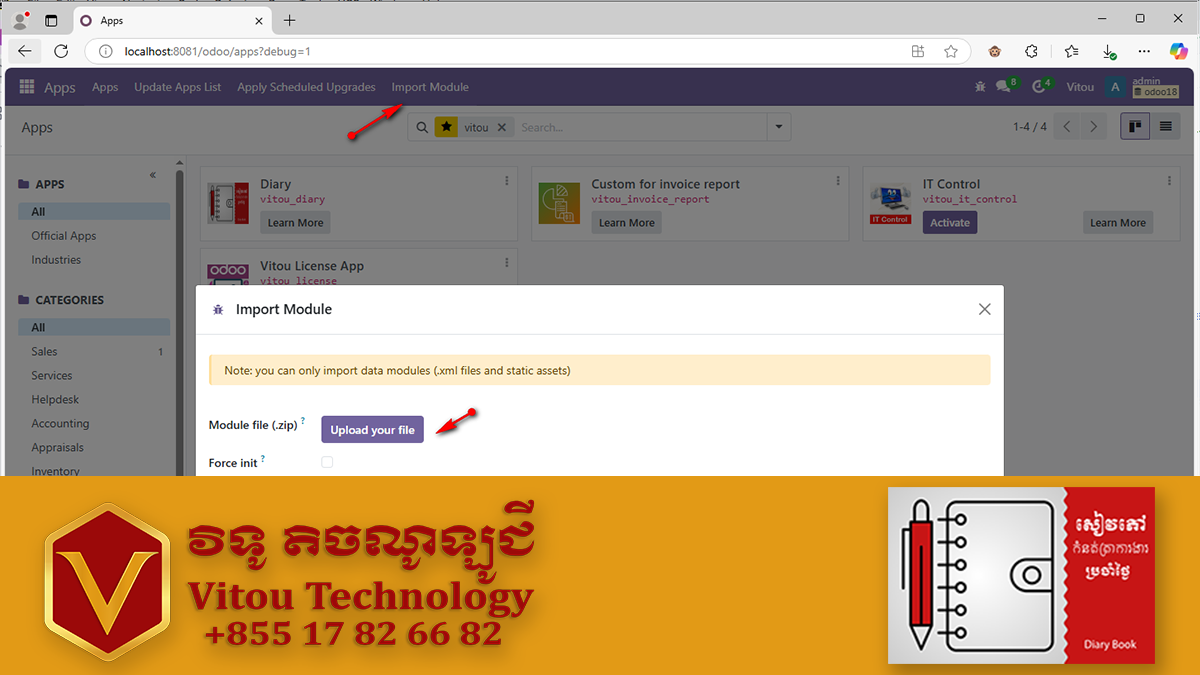 Apps
localhost:8081/odoo/apps?debug=1
Apps Apps Update Apps List Apply Scheduled Upgrades Import Module 8 4 Vitou A admin odoo18
Apps vitou Search... 1-4 / 4
APPS
All
Official Apps
Industries
CATEGORIES
All
Sales 1
Services
Helpdesk
Accounting
Appraisals
Inventory
Diary
vitou_diary
Learn More
Custom for invoice report
vitou_invoice_report
Learn More
IT Control
IT Control
vitou_it_control
Activate Learn More
odoo
Vitou License App
vitou_license
Import Module
Note: you can only import data modules (.xml files and static assets)
Module file (.zip) ? Upload your file
Force init ?
V
វិទូ តិចណូឡូជី
Vitou Technology
+855 17 82 66 82
សៀវភៅ
កំនត់ត្រាការងារ
ប្រចាំថ្ងៃ
Diary Book